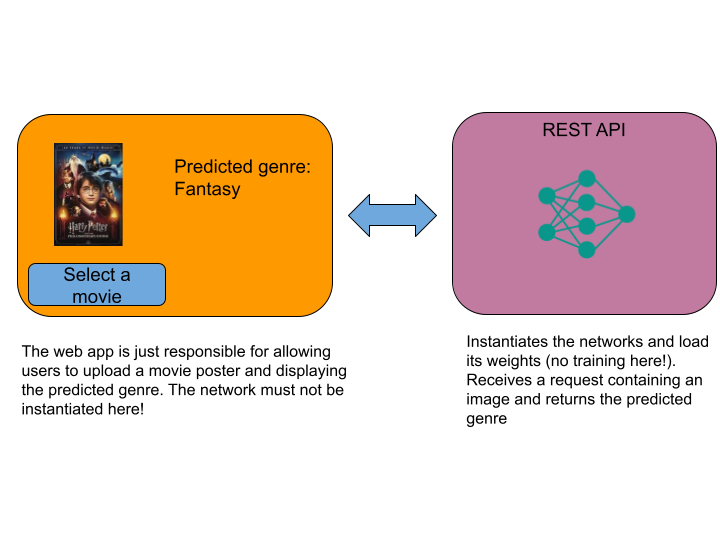 REST API
Predicted genre:
Fantasy
Harry Potter
Select a
movie
The web app is just responsible for allowing
users to upload a movie poster and displaying
the predicted genre. The network must not be
instantiated here!
Instantiates the networks and load
its weights (no training here!).
Receives a request containing an
image and returns the predicted
genre